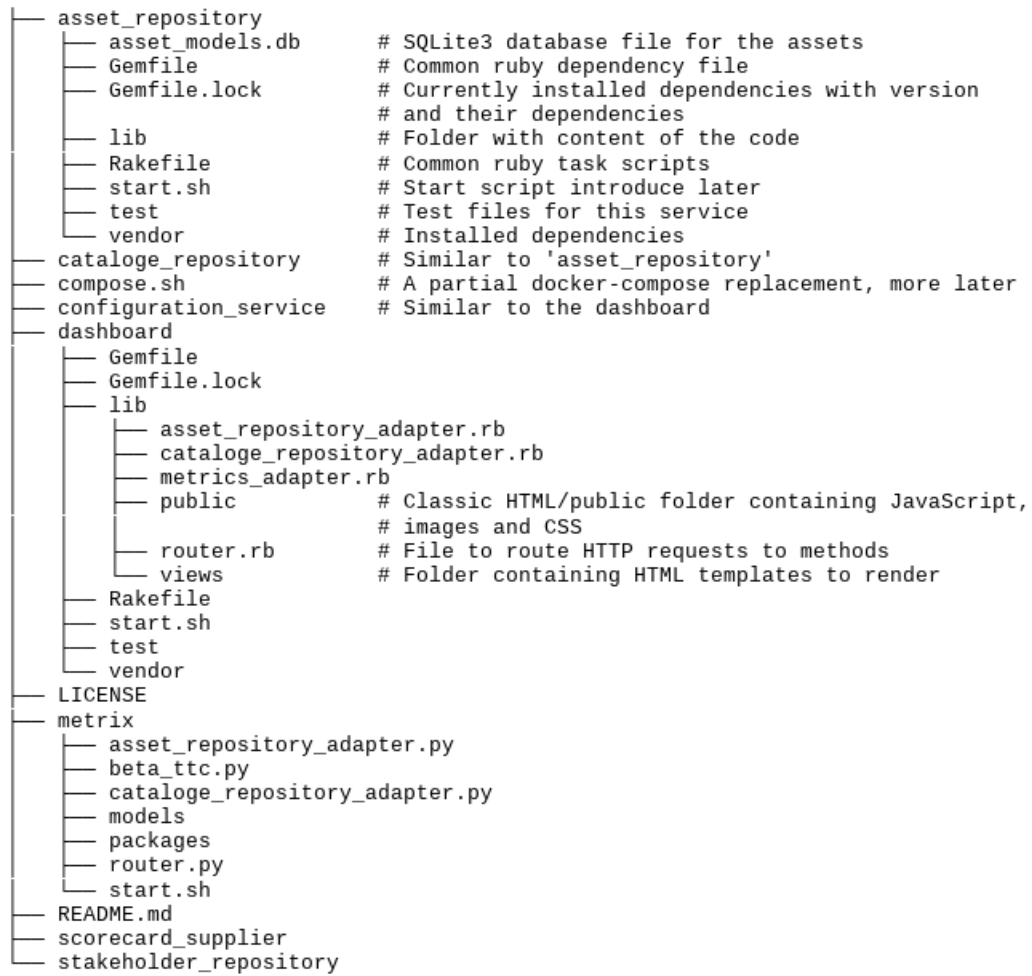 ├── asset_repository
│   ├── asset_models.db      # SQLite3 database file for the assets
│   ├── Gemfile              # Common ruby dependency file
│   ├── Gemfile.lock         # Currently installed dependencies with version
│   │                        # and their dependencies
│   ├── lib                  # Folder with content of the code
│   ├── Rakefile             # Common ruby task scripts
│   ├── start.sh             # Start script introduce later
│   ├── test                 # Test files for this service
│   └── vendor               # Installed dependencies
├── cataloge_repository      # Similar to 'asset_repository'
├── compose.sh               # A partial docker-compose replacement, more later
├── configuration_service    # Similar to the dashboard
├── dashboard
│   ├── Gemfile
│   ├── Gemfile.lock
│   ├── lib
│   │   ├── asset_repository_adapter.rb
│   │   ├── cataloge_repository_adapter.rb
│   │   ├── metrics_adapter.rb
│   │   ├── public           # Classic HTML/public folder containing JavaScript,
│   │   │                    # images and CSS
│   │   ├── router.rb        # File to route HTTP requests to methods
│   │   └── views            # Folder containing HTML templates to render
│   ├── Rakefile
│   ├── start.sh
│   ├── test
│   └── vendor
├── LICENSE
├── metrix
│   ├── asset_repository_adapter.py
│   ├── beta_ttc.py
│   ├── cataloge_repository_adapter.py
│   ├── models
│   ├── packages
│   ├── router.py
│   └── start.sh
├── README.md
├── scorecard_supplier
└── stakeholder_repository